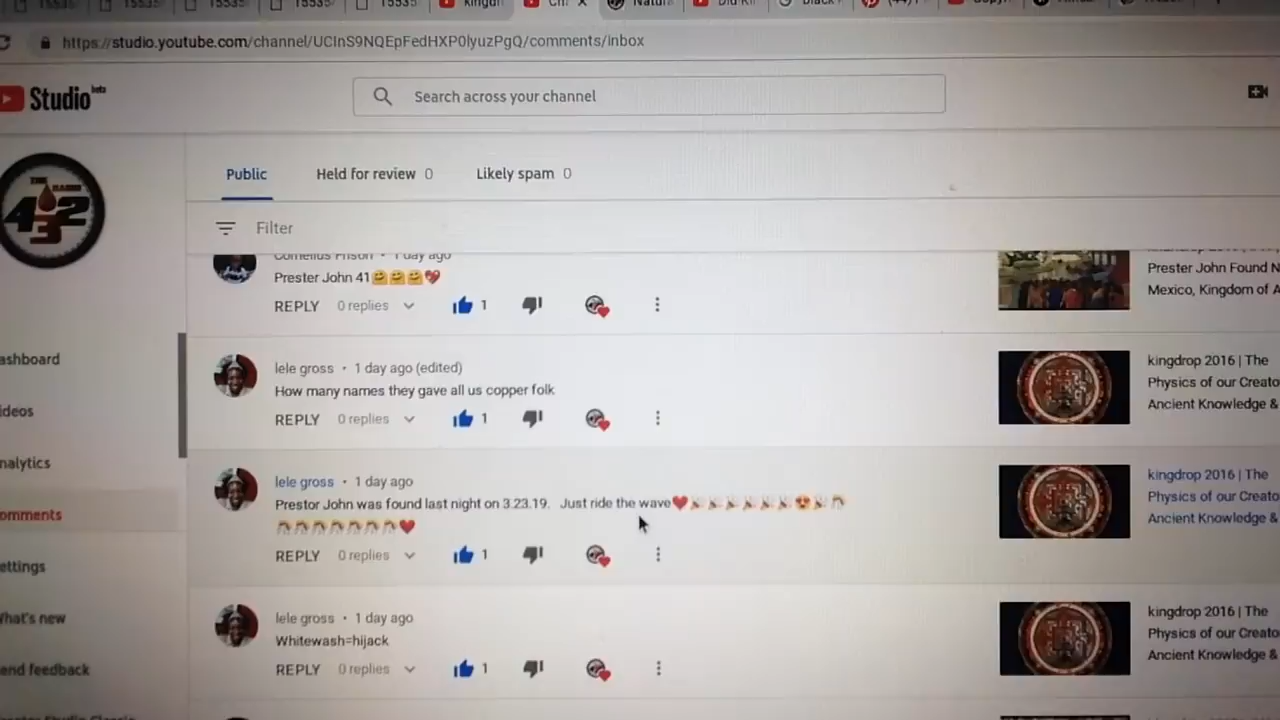 https://studio.youtube.com/channel/UCInS9NQEpFedHXP0lyuzPgQ/comments/inbox
Studio beta
Search across your channel
Public
Held for review 0
Likely spam 0
Filter
432
ashboard
ideos
nalytics
omments
ettings
hat's new
end feedback
1 day ago
Prester John 41🤣🤣🤣💖
REPLY 0 replies 1
Prester John Found N
Mexico, Kingdom of A
lele gross • 1 day ago (edited)
How many names they gave all us copper folk
REPLY 0 replies 1
kingdrop 2016 | The
Physics of our Creato
Ancient Knowledge &
lele gross • 1 day ago
Prestor John was found last night on 3.23.19. Just ride the wave
REPLY 0 replies 1
kingdrop 2016 | The
Physics of our Creato
Ancient Knowledge &
lele gross • 1 day ago
Whitewash=hijack
REPLY 0 replies 1
kingdrop 2016 | The
Physics of our Creato
Ancient Knowledge &